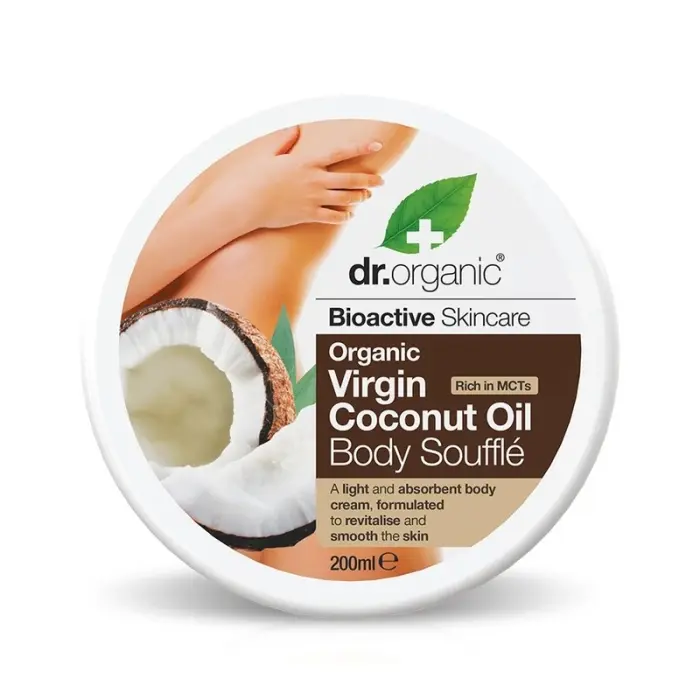 dr.organic®
Bioactive Skincare
Organic
Virgin
Rich in MCTs
Coconut Oil
Body Soufflé
A light and absorbent body
cream, formulated
to revitalise and
smooth the skin
200ml ℮